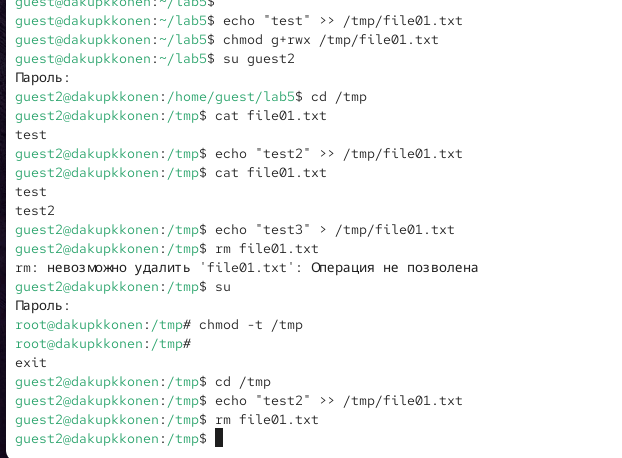 guest@dakupkkonen:~/lab5$
guest@dakupkkonen:~/lab5$ echo "test" >> /tmp/file01.txt
guest@dakupkkonen:~/lab5$ chmod g+rwx /tmp/file01.txt
guest@dakupkkonen:~/lab5$ su guest2
Пароль:
guest2@dakupkkonen:/home/guest/lab5$ cd /tmp
guest2@dakupkkonen:/tmp$ cat file01.txt
test
guest2@dakupkkonen:/tmp$ echo "test2" >> /tmp/file01.txt
guest2@dakupkkonen:/tmp$ cat file01.txt
test
test2
guest2@dakupkkonen:/tmp$ echo "test3" > /tmp/file01.txt
guest2@dakupkkonen:/tmp$ rm file01.txt
rm: невозможно удалить 'file01.txt': Операция не позволена
guest2@dakupkkonen:/tmp$ su
Пароль:
root@dakupkkonen:/tmp# chmod -t /tmp
root@dakupkkonen:/tmp#
exit
guest2@dakupkkonen:/tmp$ cd /tmp
guest2@dakupkkonen:/tmp$ echo "test2" >> /tmp/file01.txt
guest2@dakupkkonen:/tmp$ rm file01.txt
guest2@dakupkkonen:/tmp$